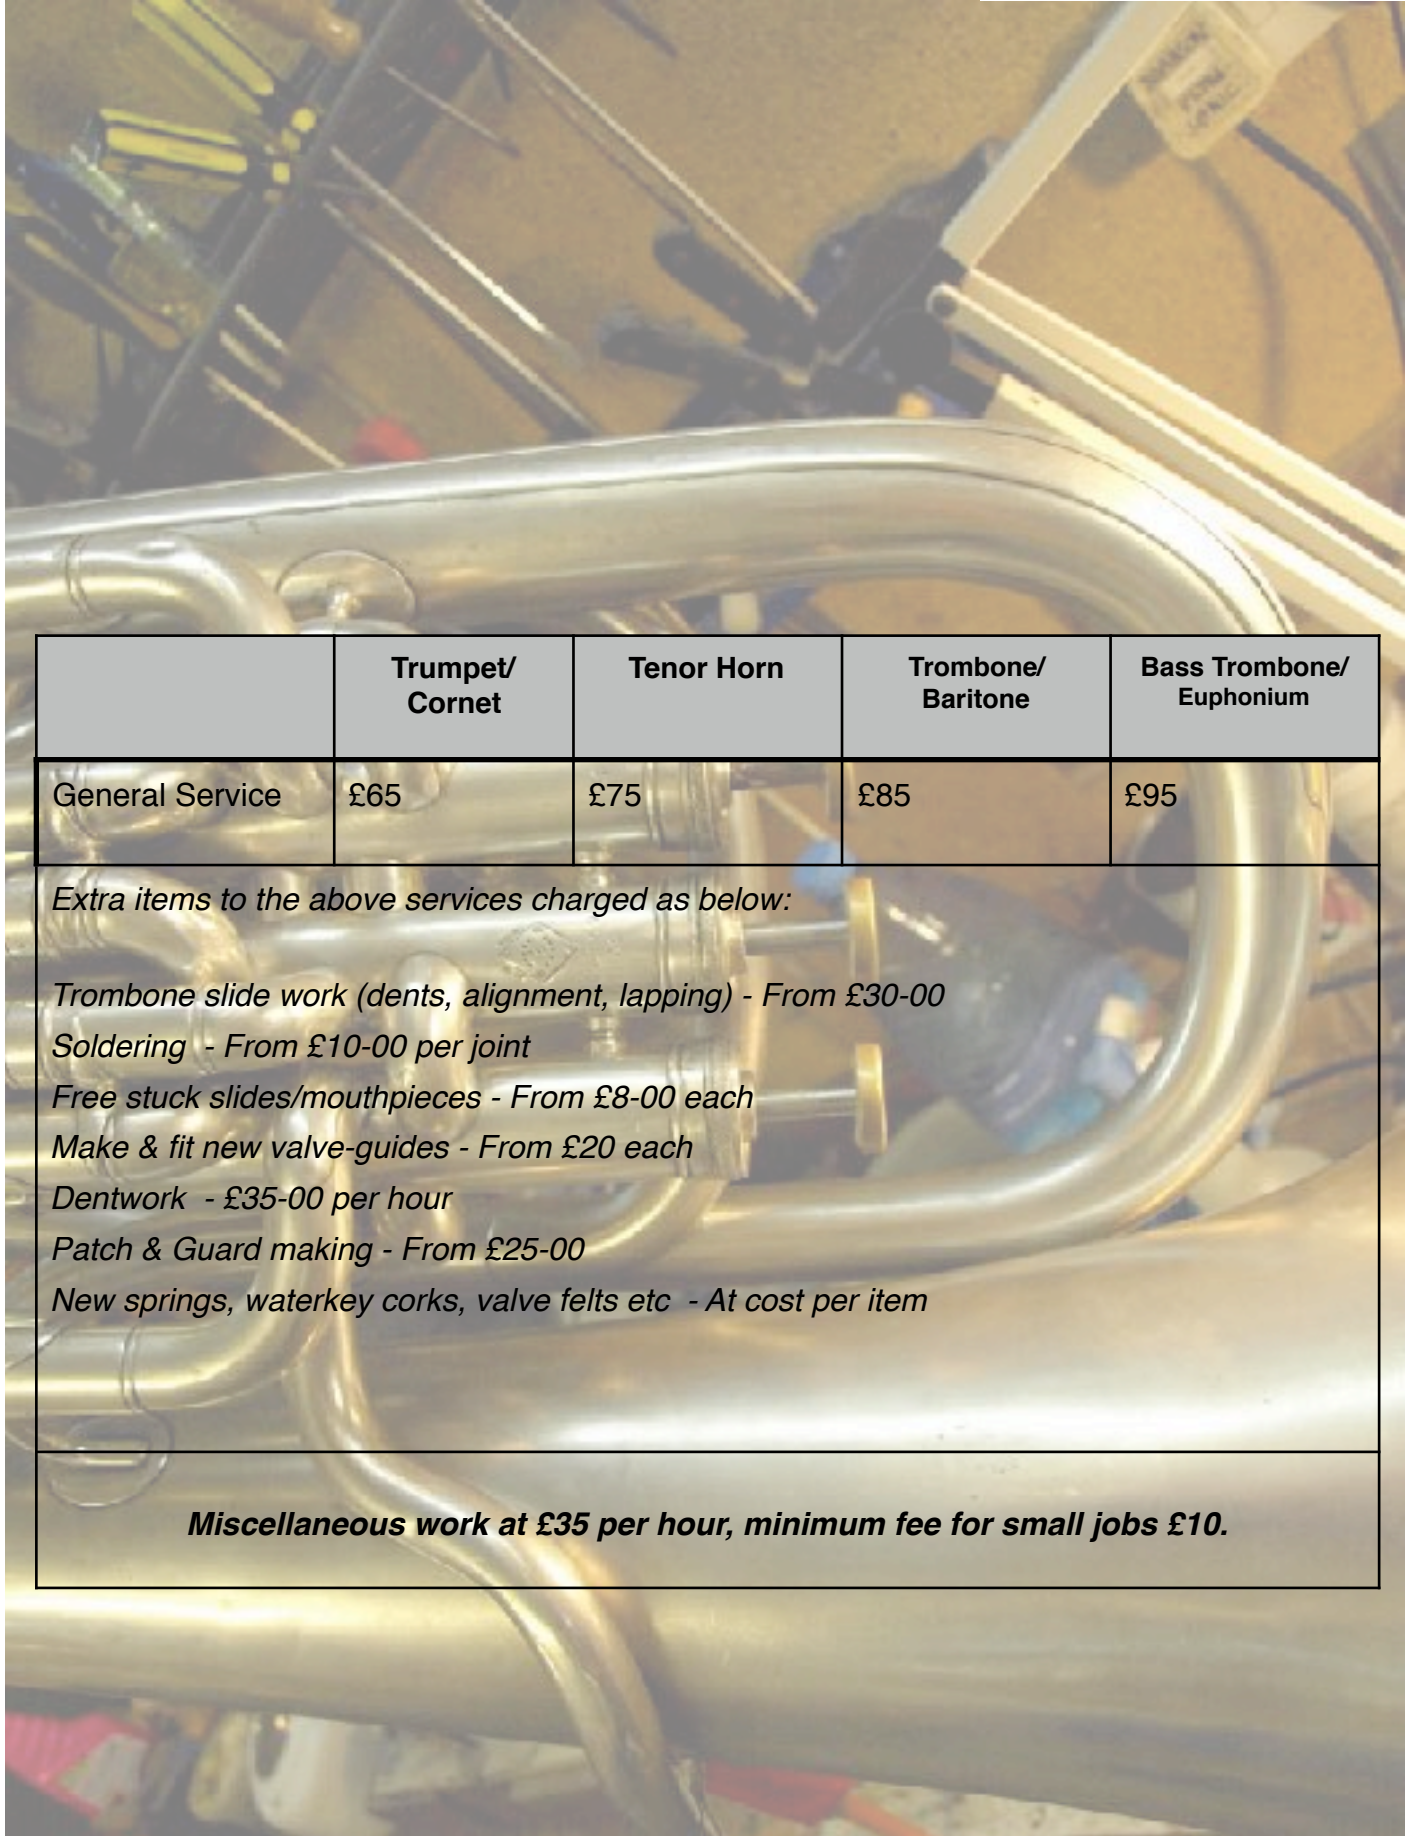 Trumpet/ Cornet
Tenor Horn
Trombone/ Baritone
Bass Trombone/ Euphonium
General Service £65 £75 £85 £95
Extra items to the above services charged as below:
Trombone slide work (dents, alignment, lapping) - From £30-00
Soldering  - From £10-00 per joint
Free stuck slides/mouthpieces - From £8-00 each
Make & fit new valve-guides - From £20 each
Dentwork  - £35-00 per hour
Patch & Guard making - From £25-00
New springs, waterkey corks, valve felts etc  - At cost per item
Miscellaneous work at £35 per hour, minimum fee for small jobs £10.